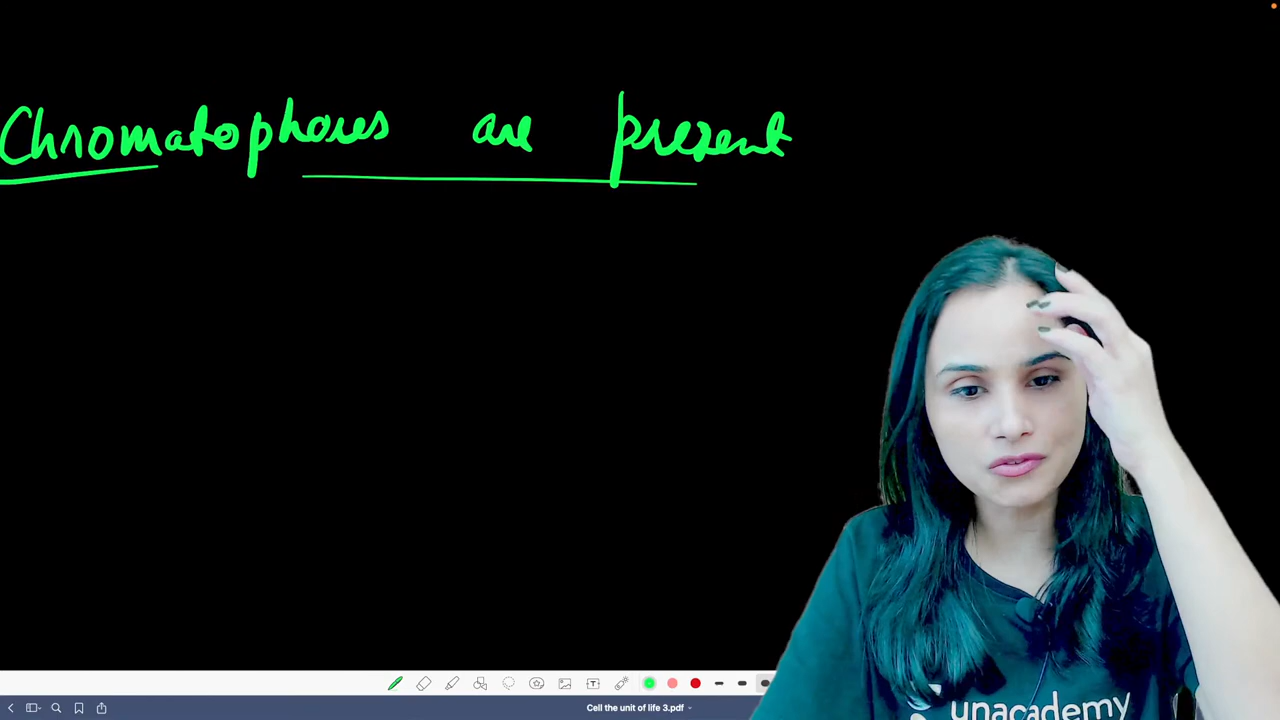 Chromatophores are present
unacademy
Cell the unit of life 3.pdf